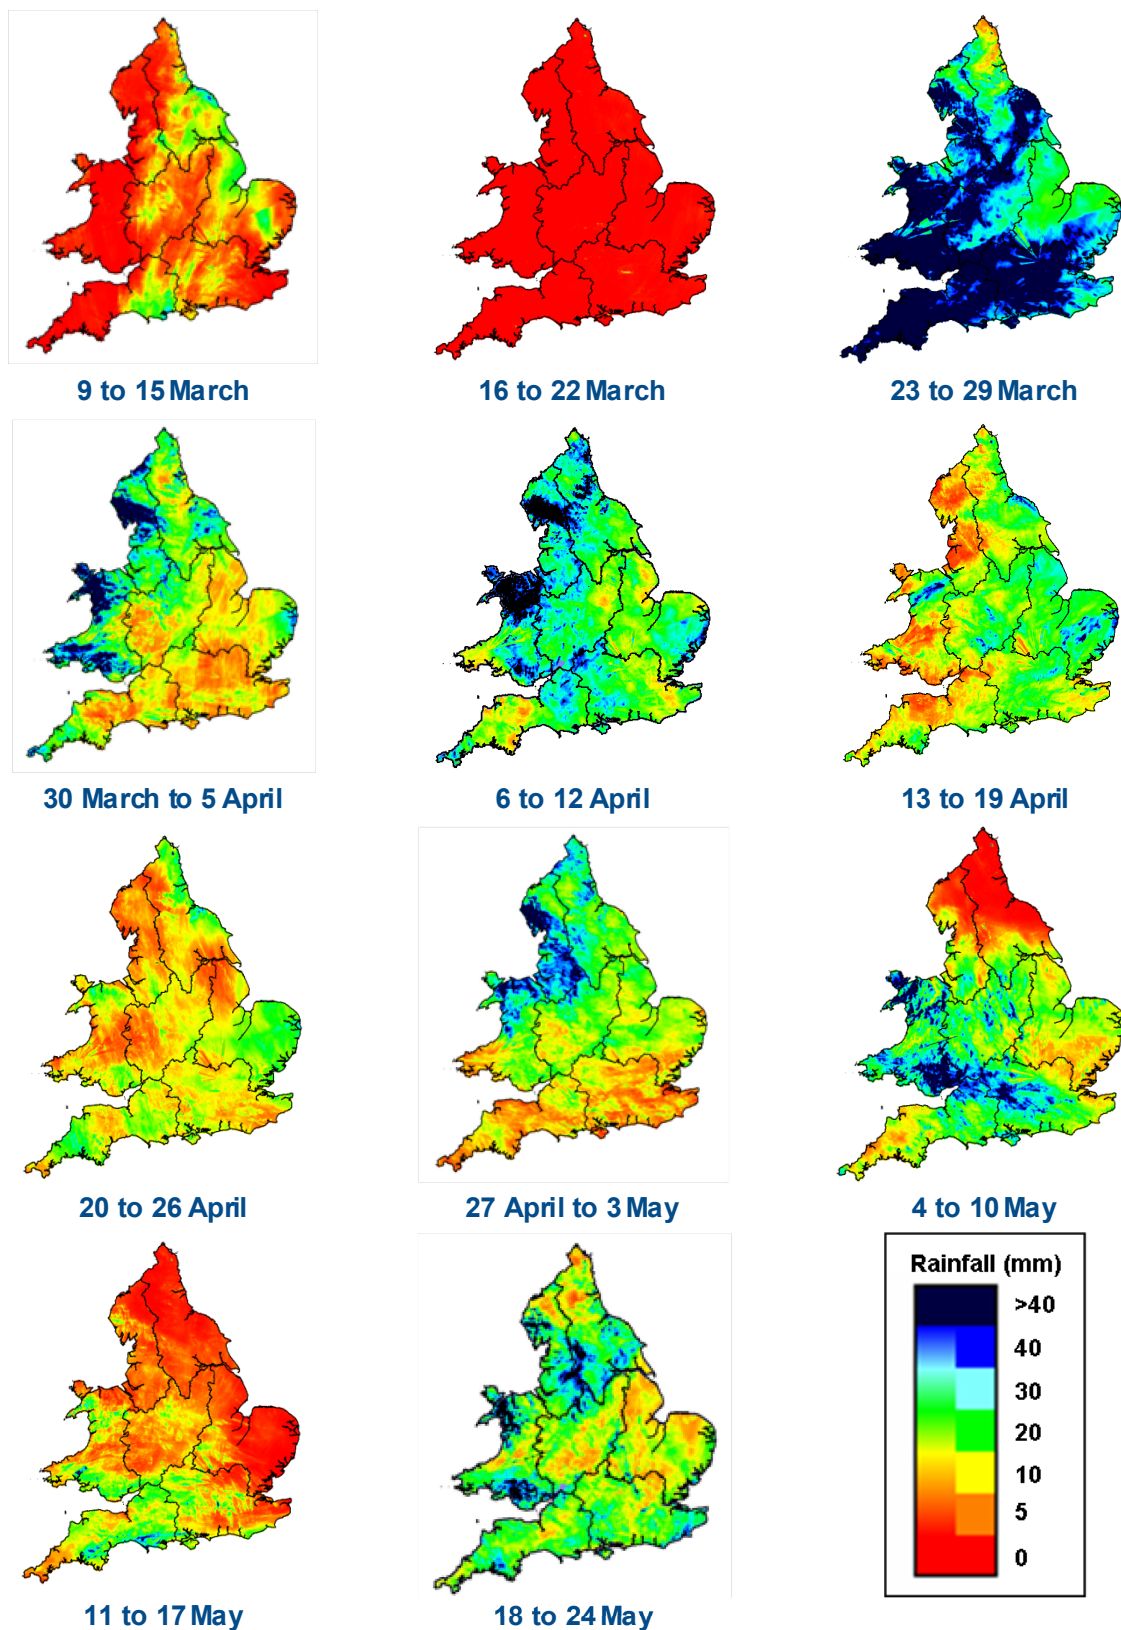 9 to 15 March
16 to 22 March
23 to 29 March
30 March to 5 April
6 to 12 April
13 to 19 April
20 to 26 April
27 April to 3 May
4 to 10 May
Rainfall (mm)
>40
40
30
20
10
5
0
11 to 17 May
18 to 24 May